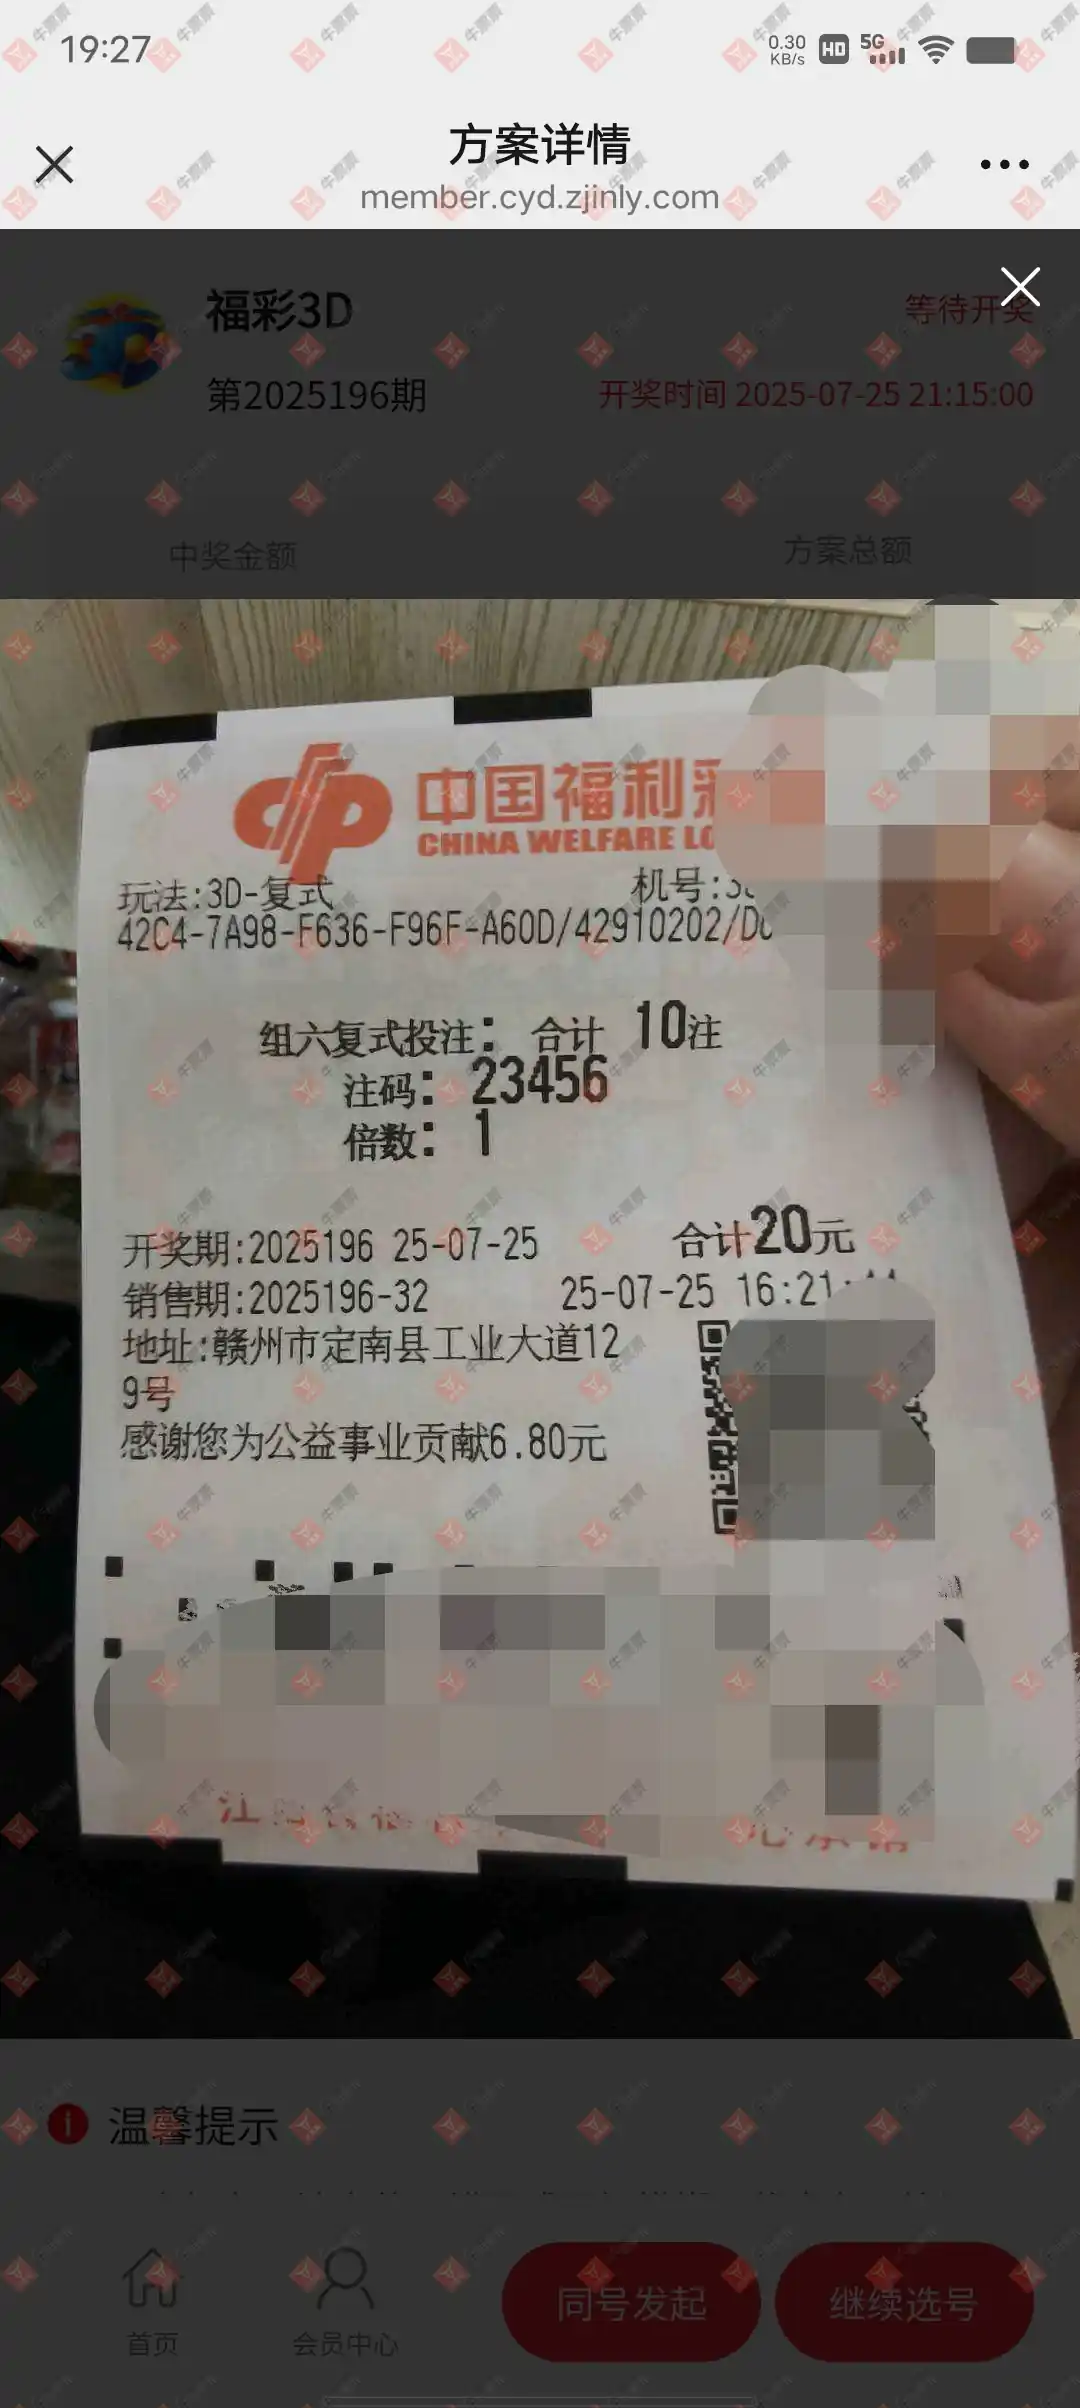 19:27
0.30 KB/s HD 5G
方案详情
member.cyd.zjinly.com
福彩3D
等待开奖
第2025196期
开奖时间 2025-07-25 21:15:00
中奖金额
方案总额
中国福利
CHINA WELFARE LO
玩法:3D-复式
机号:3
42C4-7A98-F636-F96F-A60D/42910202/D
组六复式投注: 合计 10注
注码: 23456
倍数: 1
开奖期:2025196 25-07-25
合计20元
销售期:2025196-32
25-07-25 16:21:
地址:赣州市定南县工业大道12
9号
感谢您为公益事业贡献6.80元
温馨提示
首页
会员中心
同号发起
继续选号
牛票票